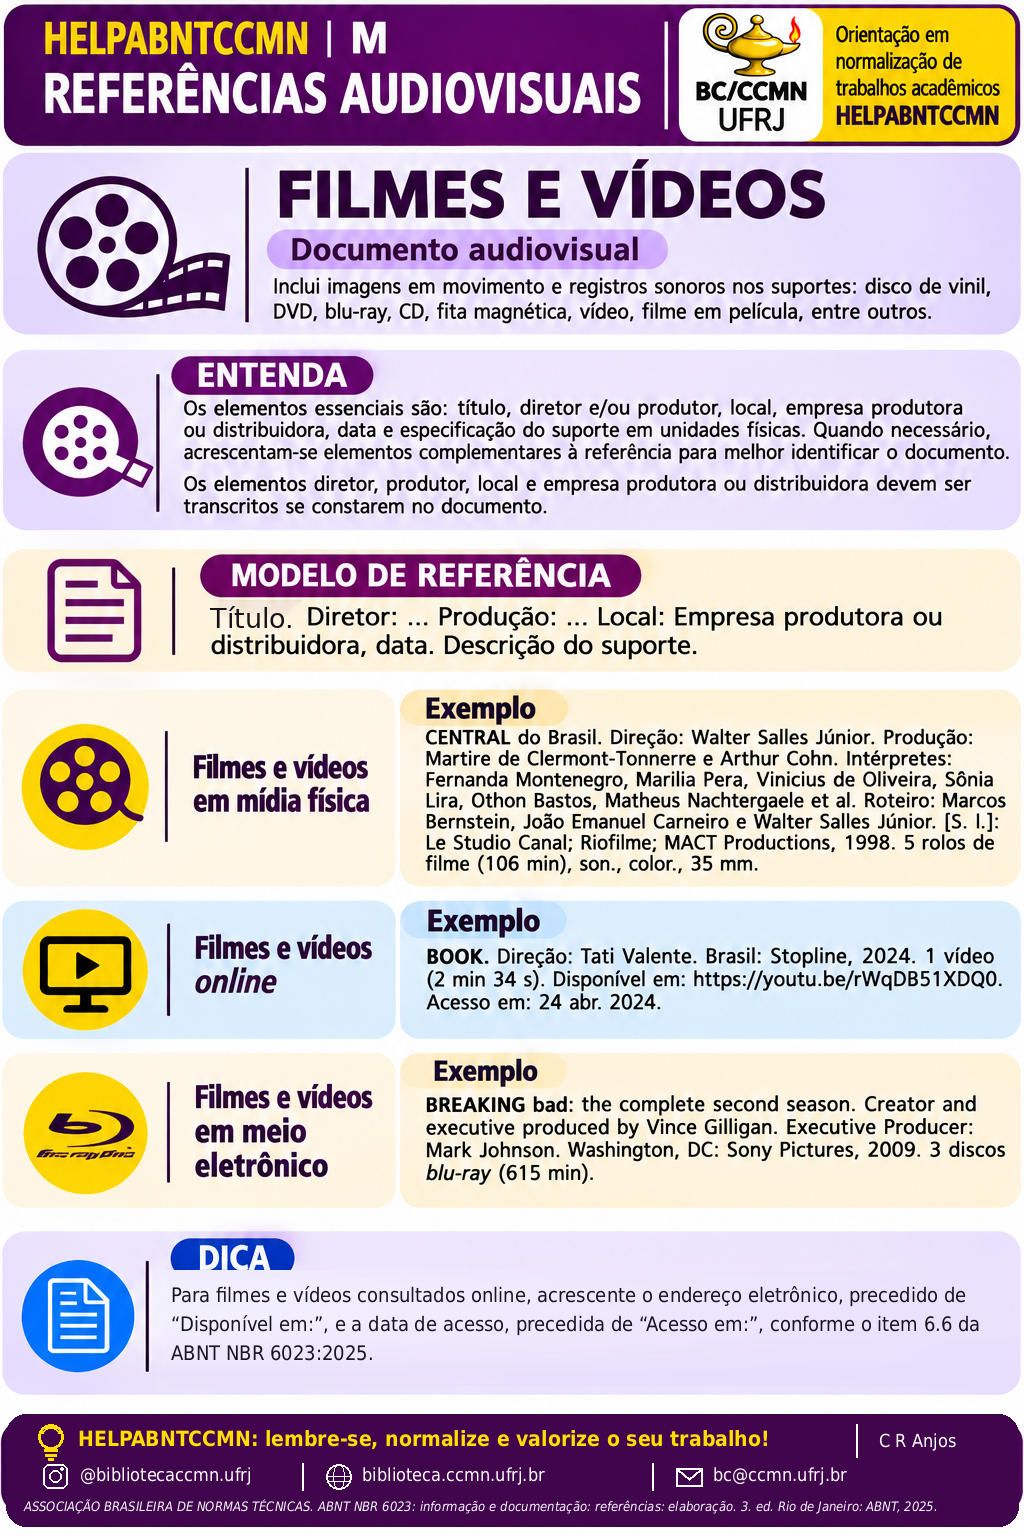 HELPABNTCCMN | M
REFERÊNCIAS AUDIOVISUAIS
BC/CCMN
UFRJ
Orientação em
normalização de
trabalhos acadêmicos
HELPABNTCCMN
FILMES E VÍDEOS
Documento audiovisual
Inclui imagens em movimento e registros sonoros nos suportes: disco de vinil,
DVD, blu-ray, CD, fita magnética, vídeo, filme em película, entre outros.
ENTENDA
Os elementos essenciais são: título, diretor e/ou produtor, local, empresa produtora
ou distribuidora, data e especificação do suporte em unidades físicas. Quando necessário,
acrescentam-se elementos complementares à referência para melhor identificar o documento.
Os elementos diretor, produtor, local e empresa produtora ou distribuidora devem ser
transcritos se constarem no documento.
MODELO DE REFERÊNCIA
Título. Diretor: ... Produção: ... Local: Empresa produtora ou
distribuidora, data. Descrição do suporte.
Filmes e vídeos
em mídia física
Exemplo
CENTRAL do Brasil. Direção: Walter Salles Júnior. Produção:
Martire de Clermont-Tonnerre e Arthur Cohn. Intérpretes:
Fernanda Montenegro, Marilia Pera, Vinicius de Oliveira, Sônia
Lira, Othon Bastos, Matheus Nachtergaele et al. Roteiro: Marcos
Bernstein, João Emanuel Carneiro e Walter Salles Júnior. [S. l.]:
Le Studio Canal; Riofilme; MACT Productions, 1998. 5 rolos de
filme (106 min), son., color., 35 mm.
Filmes e vídeos
online
Exemplo
BOOK. Direção: Tati Valente. Brasil: Stopline, 2024. 1 vídeo
(2 min 34 s). Disponível em: https://youtu.be/rWqDB51XDQ0.
Acesso em: 24 abr. 2024.
Filmes e vídeos
em meio
eletrônico
Exemplo
BREAKING bad: the complete second season. Creator and
executive produced by Vince Gilligan. Executive Producer:
Mark Johnson. Washington, DC: Sony Pictures, 2009. 3 discos
blu-ray (615 min).
DICA
Para filmes e vídeos consultados online, acrescente o endereço eletrônico, precedido de
“Disponível em:”, e a data de acesso, precedida de “Acesso em:”, conforme o item 6.6 da
ABNT NBR 6023:2025.
HELPABNTCCMN: lembre-se, normalize e valorize o seu trabalho!
C R Anjos
@bibliotecaccmn.ufrj
biblioteca.ccmn.ufrj.br
bc@ccmn.ufrj.br
ASSOCIAÇÃO BRASILEIRA DE NORMAS TÉCNICAS. ABNT NBR 6023: informação e documentação: referências: elaboração. 3. ed. Rio de Janeiro: ABNT, 2025.